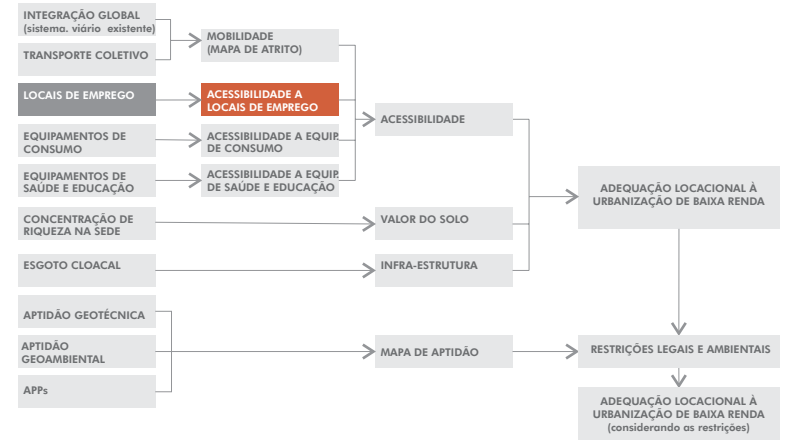 INTEGRAÇÃO GLOBAL
(sistema. viário existente)
TRANSPORTE COLETIVO
MOBILIDADE
(MAPA DE ATRITO)
LOCAIS DE EMPREGO
ACESSIBILIDADE A
LOCAIS DE EMPREGO
EQUIPAMENTOS DE
CONSUMO
ACESSIBILIDADE A EQUIP.
DE CONSUMO
EQUIPAMENTOS DE
SAÚDE E EDUCAÇÃO
ACESSIBILIDADE A EQUIP.
DE SAÚDE E EDUCAÇÃO
ACESSIBILIDADE
CONCENTRAÇÃO DE
RIQUEZA NA SEDE
VALOR DO SOLO
ESGOTO CLOACAL
INFRA-ESTRUTURA
ADEQUAÇÃO LOCACIONAL À
URBANIZAÇÃO DE BAIXA RENDA
APTIDÃO GEOTÉCNICA
APTIDÃO
GEOAMBIENTAL
APPs
MAPA DE APTIDÃO
RESTRIÇÕES LEGAIS E AMBIENTAIS
ADEQUAÇÃO LOCACIONAL À
URBANIZAÇÃO DE BAIXA RENDA
(considerando as restrições)